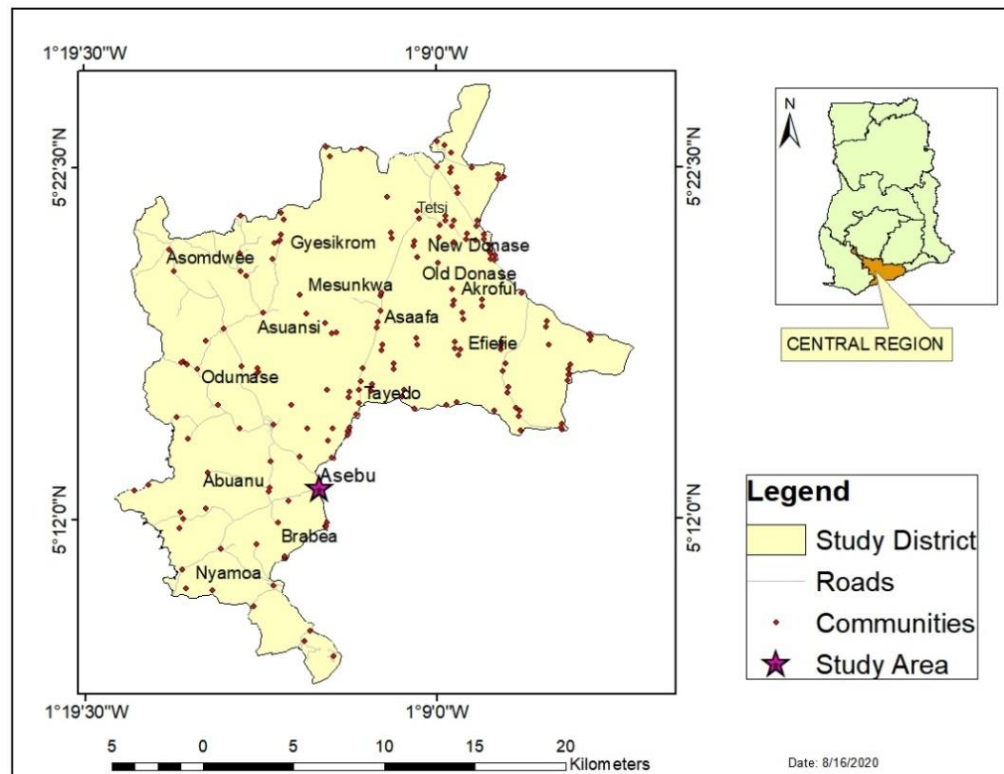 1°19'30"W
1°9'0"W
N
5°22'30"N
5°22'30"N
Tetsi
Asomdwee
Gyesikrom
New Donase
Old Donase
Mesunkwa
Akroful
Asuansi
Asaafa
CENTRAL REGION
Efiefie
Odumase
Tayedo
Abuanu
Asebu
Legend
5°12'0"N
5°12'0"N
Brabea
Study District
Nyamoa
Roads
Communities
Study Area
1°19'30"W
1°9'0"W
5 0 5 10 15 20
Kilometers
Date: 8/16/2020